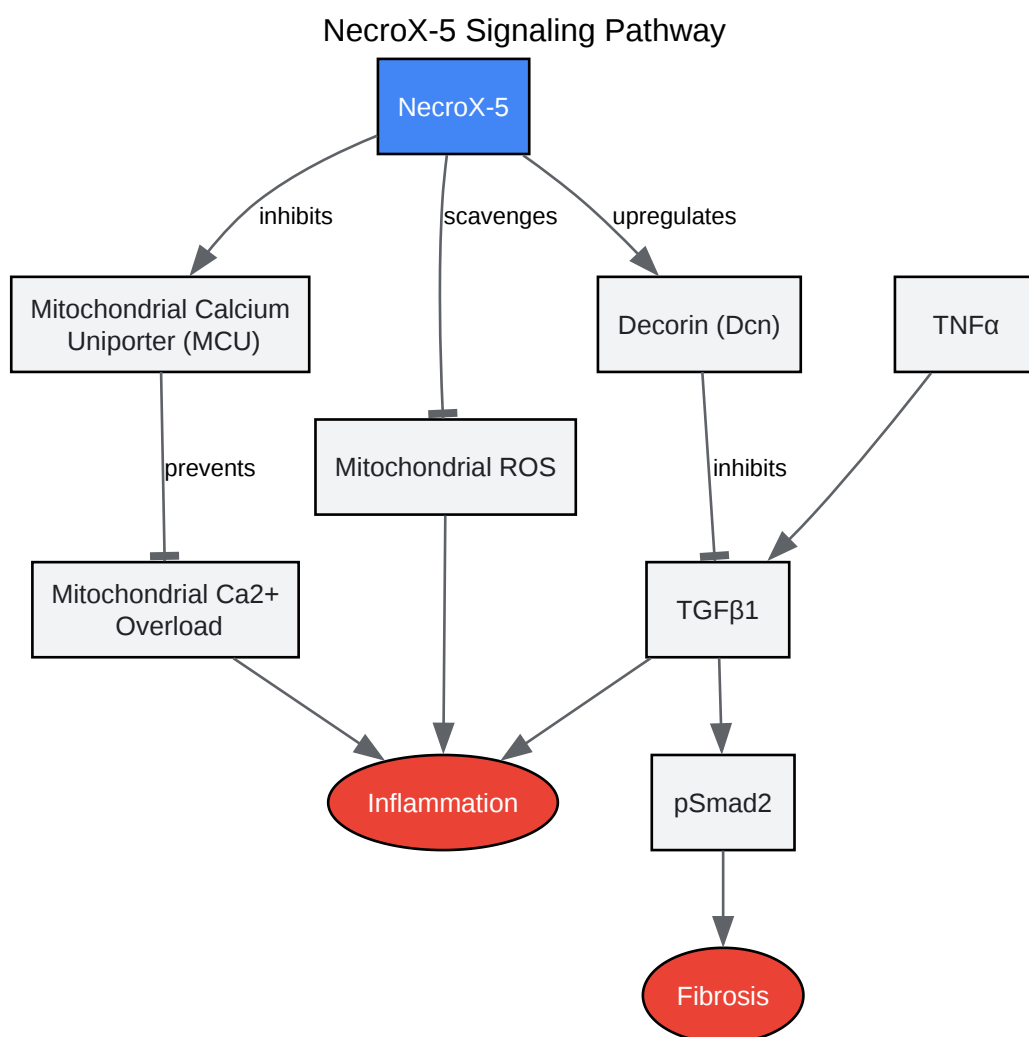 NecroX-5 Signaling Pathway
NecroX-5
inhibits
scavenges
upregulates
Mitochondrial Calcium
Uniporter (MCU)
Decorin (Dcn)
TNFα
prevents
Mitochondrial ROS
inhibits
Mitochondrial Ca2+
Overload
TGFβ1
Inflammation
pSmad2
Fibrosis